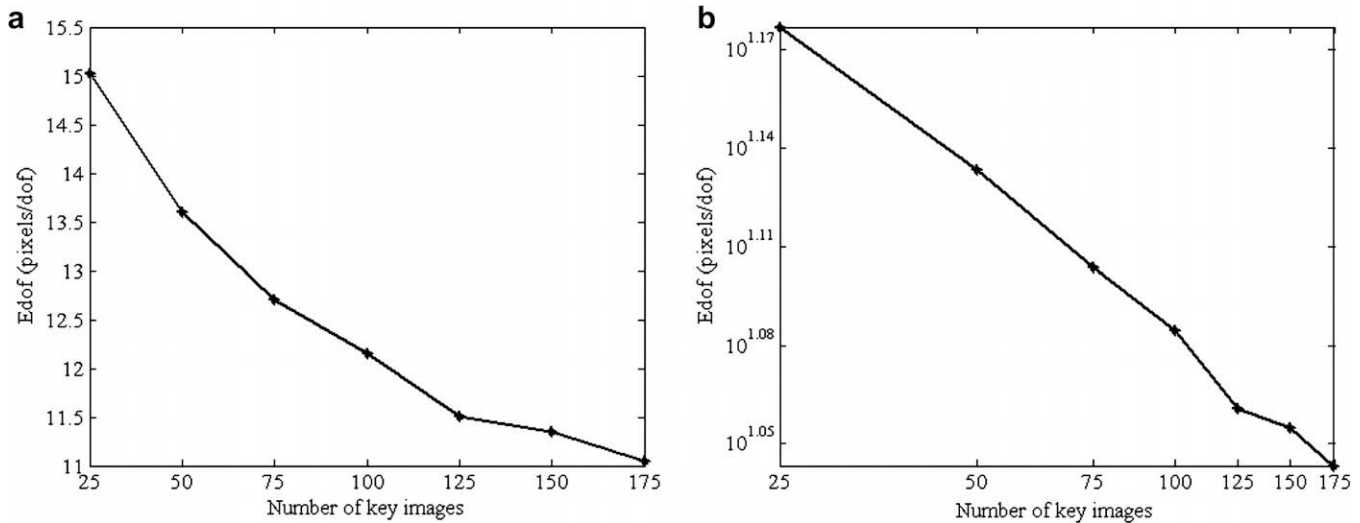 a
15.5
15
14.5
14
13.5
13
12.5
12
11.5
11
Edof (pixels/dof)
25 50 75 100 125 150 175
Number of key images
b
10^1.17
10^1.14
10^1.11
10^1.08
10^1.05
Edof (pixels/dof)
25 50 75 100 125 150 175
Number of key images